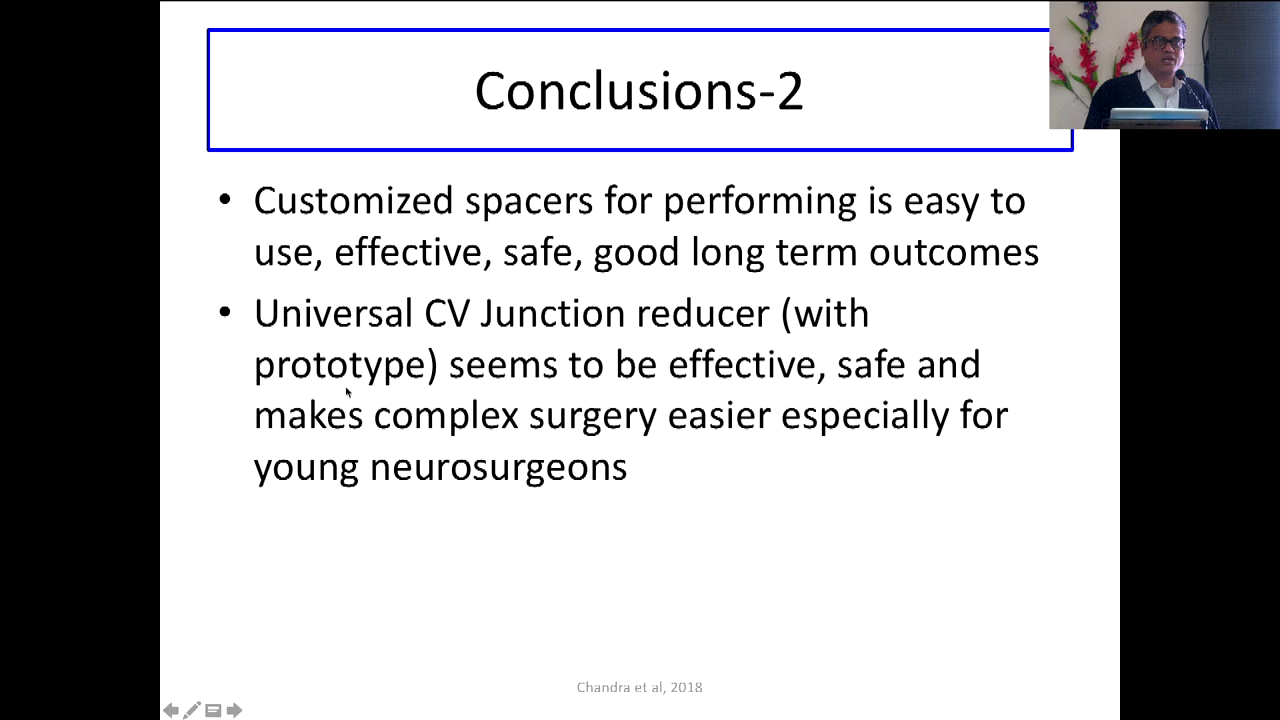 Conclusions-2
• Customized spacers for performing is easy to
use, effective, safe, good long term outcomes
• Universal CV Junction reducer (with
prototype) seems to be effective, safe and
makes complex surgery easier especially for
young neurosurgeons
Chandra et al, 2018